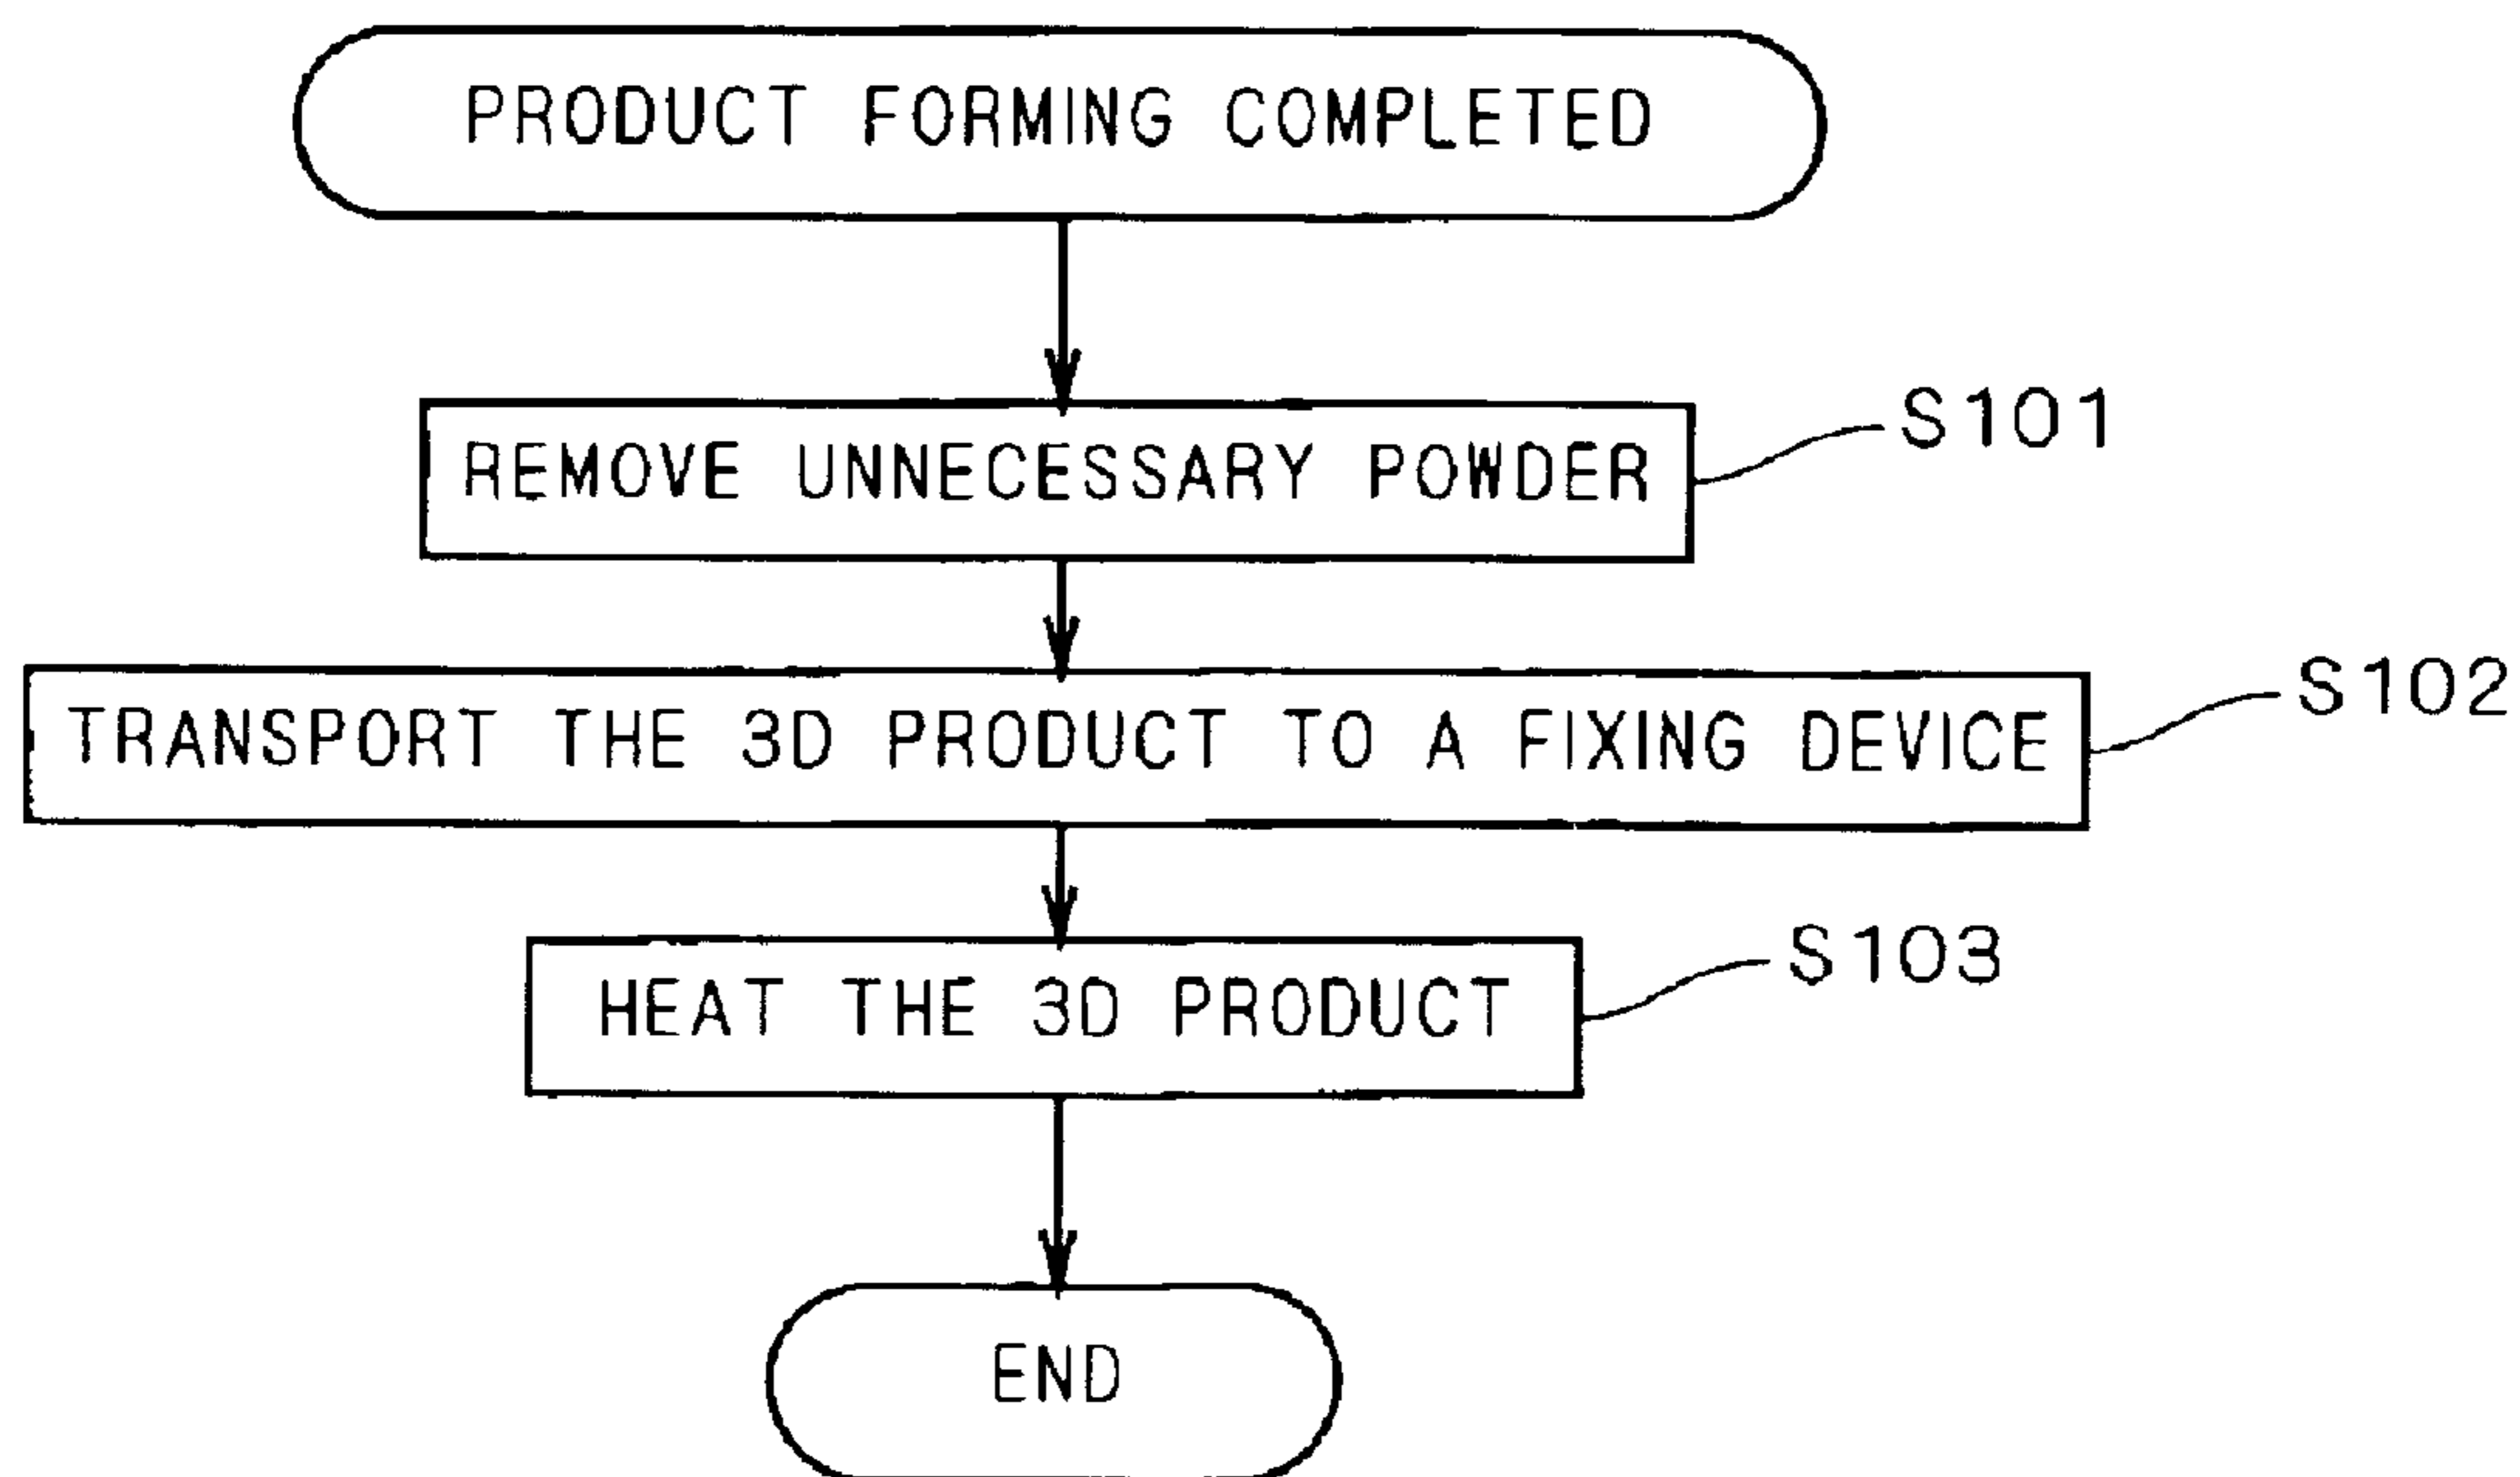 PRODUCT FORMING COMPLETED
REMOVE UNNECESSARY POWDER
S101
TRANSPORT THE 3D PRODUCT TO A FIXING DEVICE
S102
HEAT THE 3D PRODUCT
S103
END